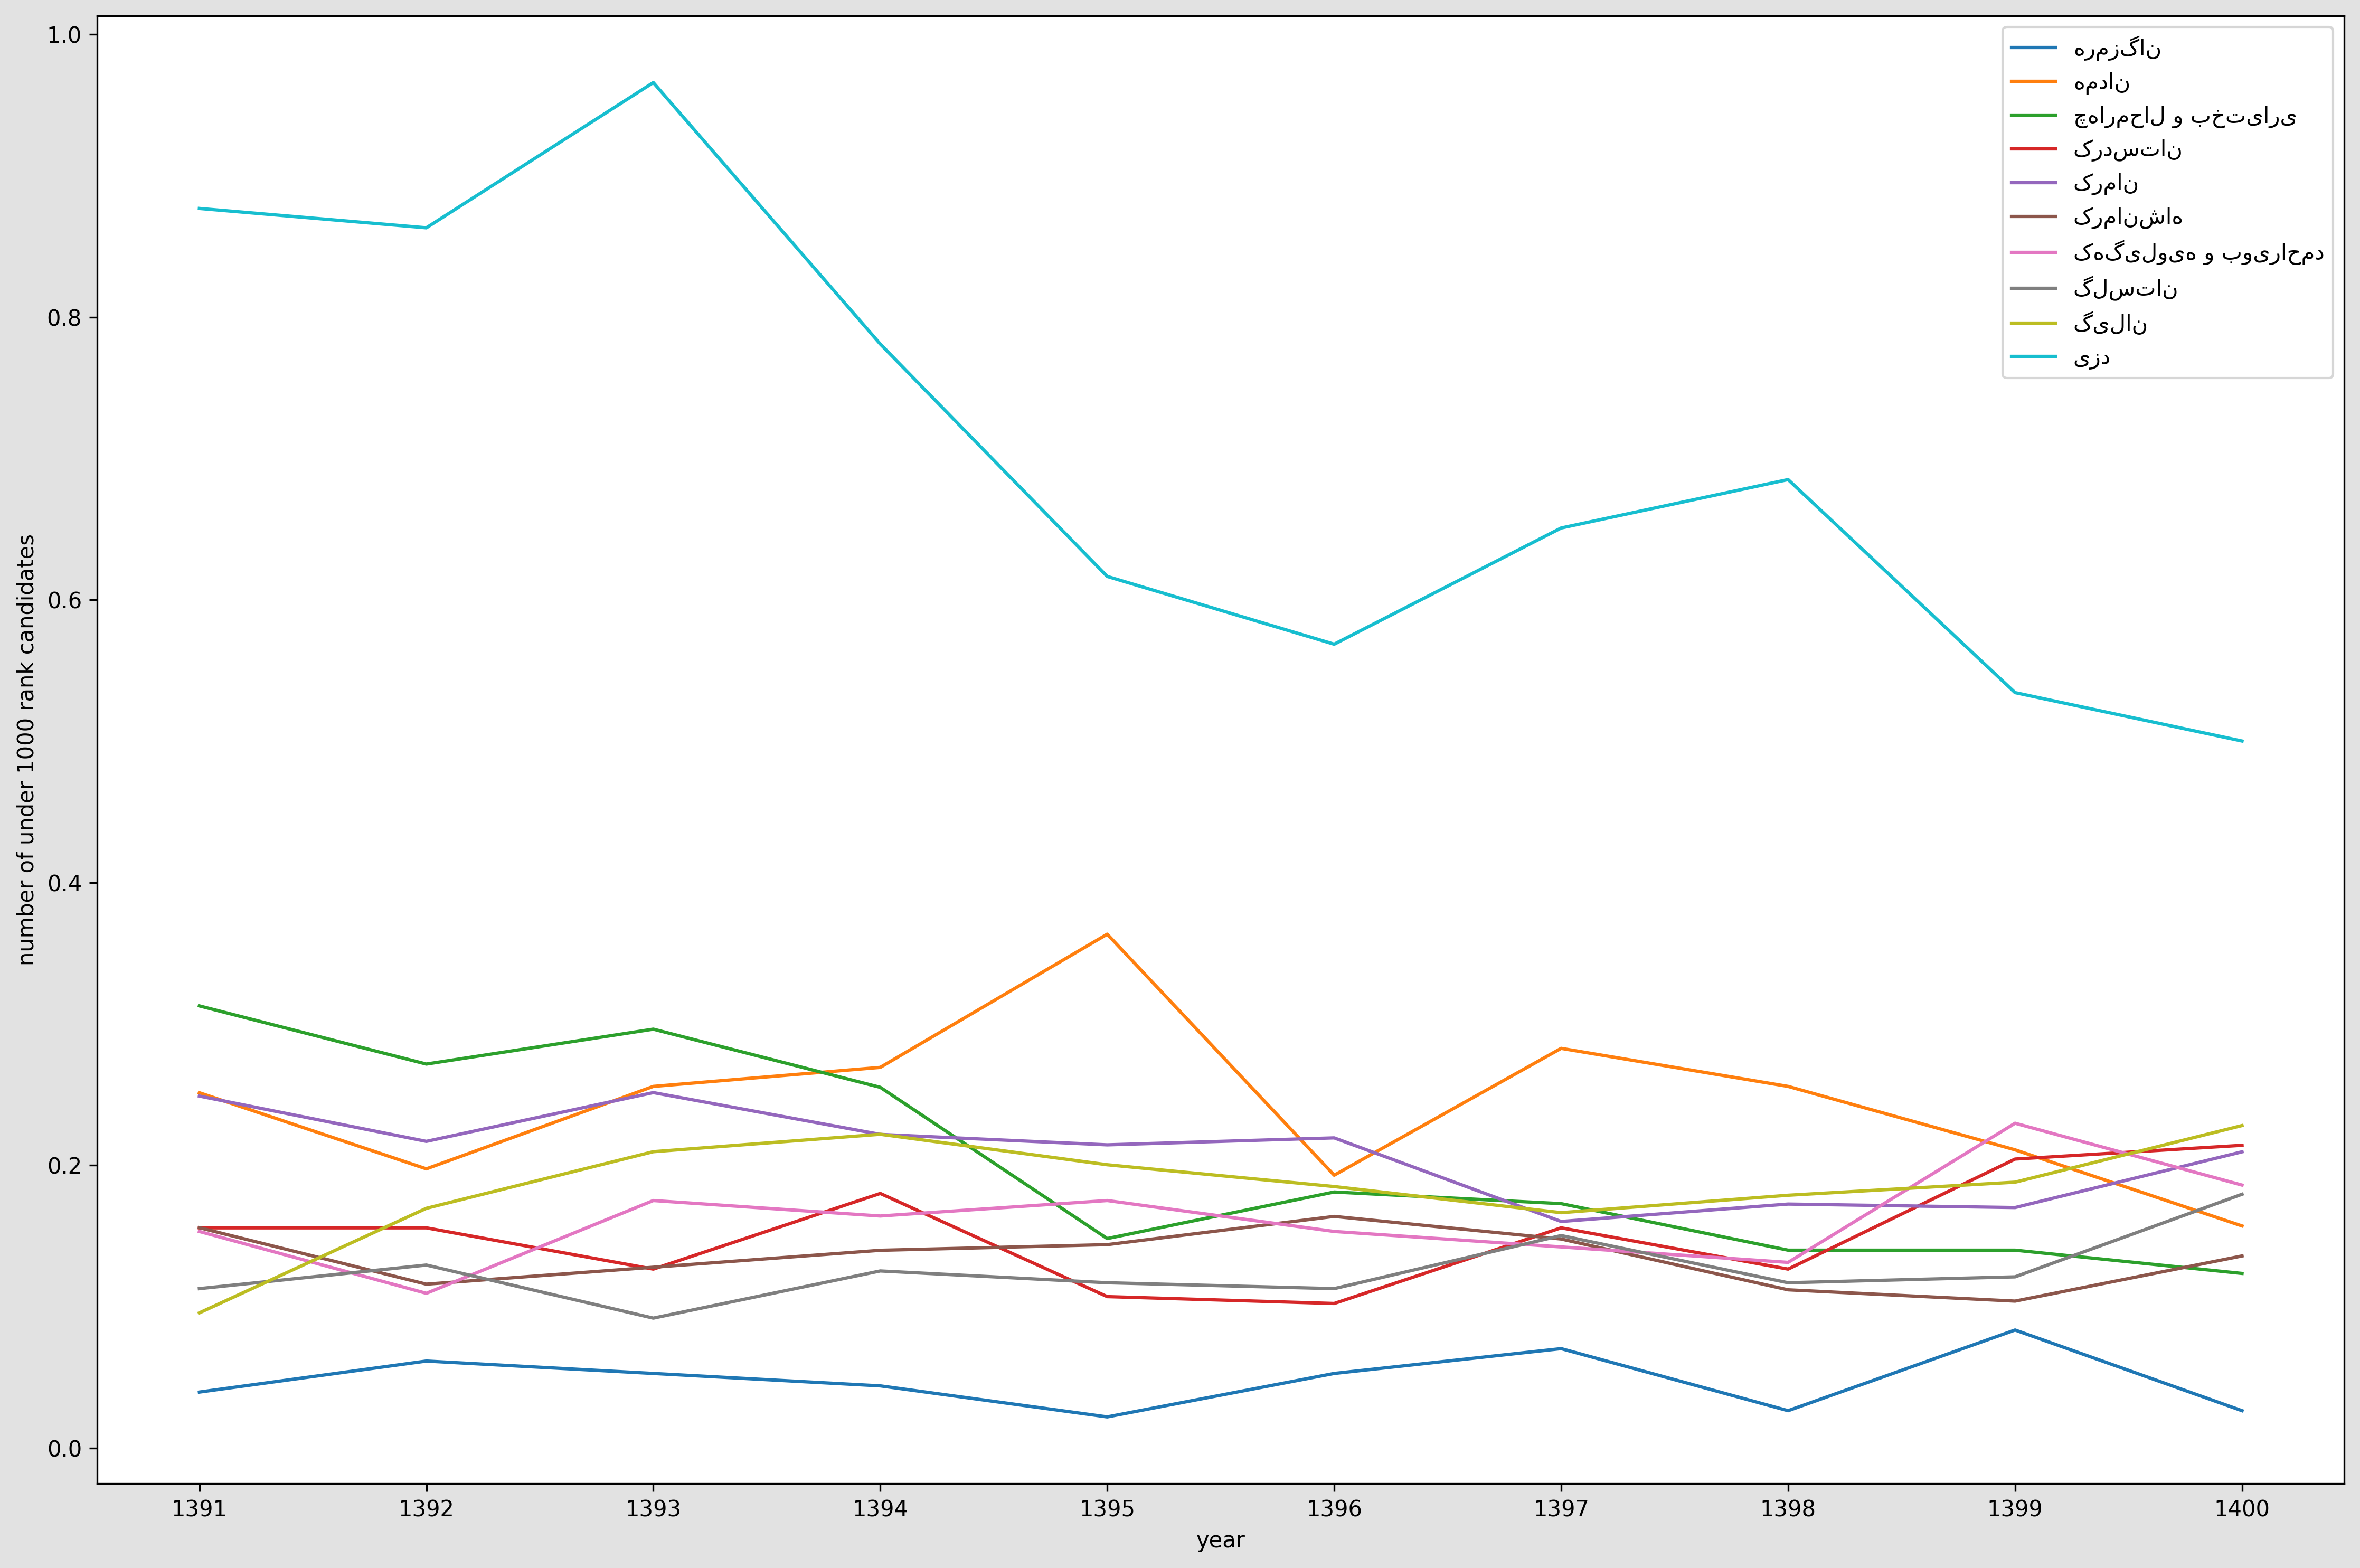 هرمزگان
همدان
چهارمحال و بختیاری
کردستان
کرمان
کرمانشاه
کهگیلویه و بویراحمد
گلستان
گیلان
یزد
1.0
0.8
0.6
0.4
0.2
0.0
number of under 1000 rank candidates
1391 1392 1393 1394 1395 1396 1397 1398 1399 1400
year